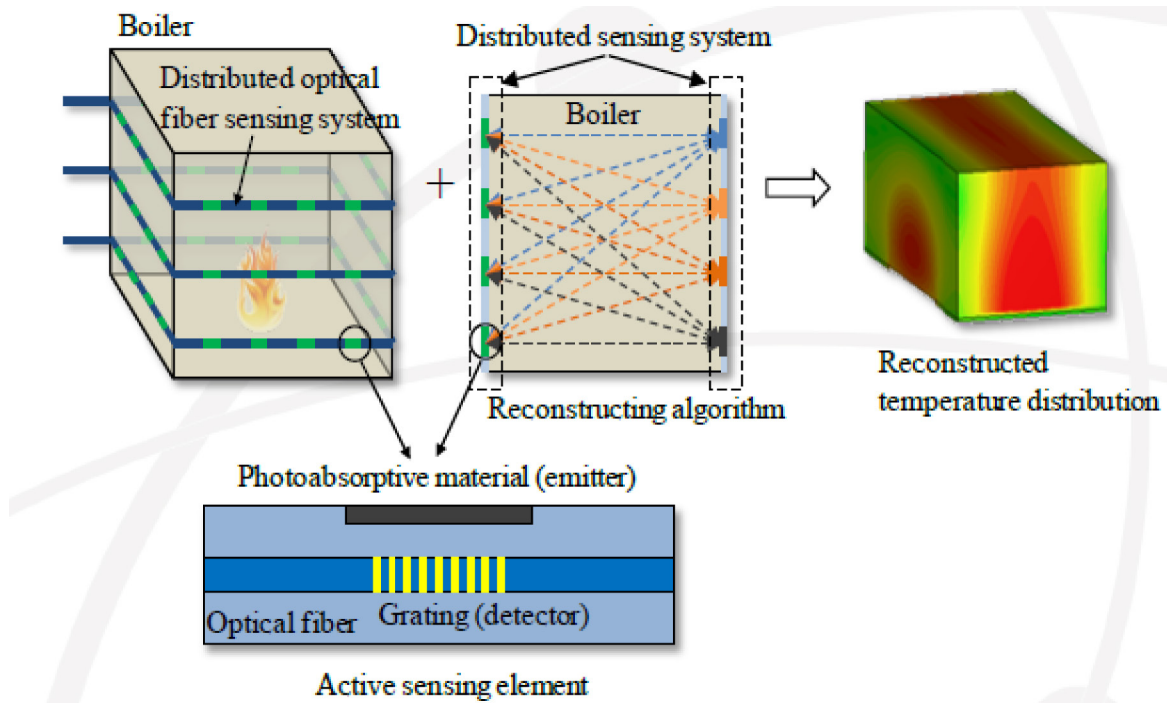 Boiler
Distributed optical
fiber sensing system
Distributed sensing system
Boiler
+
Reconstructing algorithm
Reconstructed
temperature distribution
Photoabsorptive material (emitter)
Optical fiber
Grating (detector)
Active sensing element